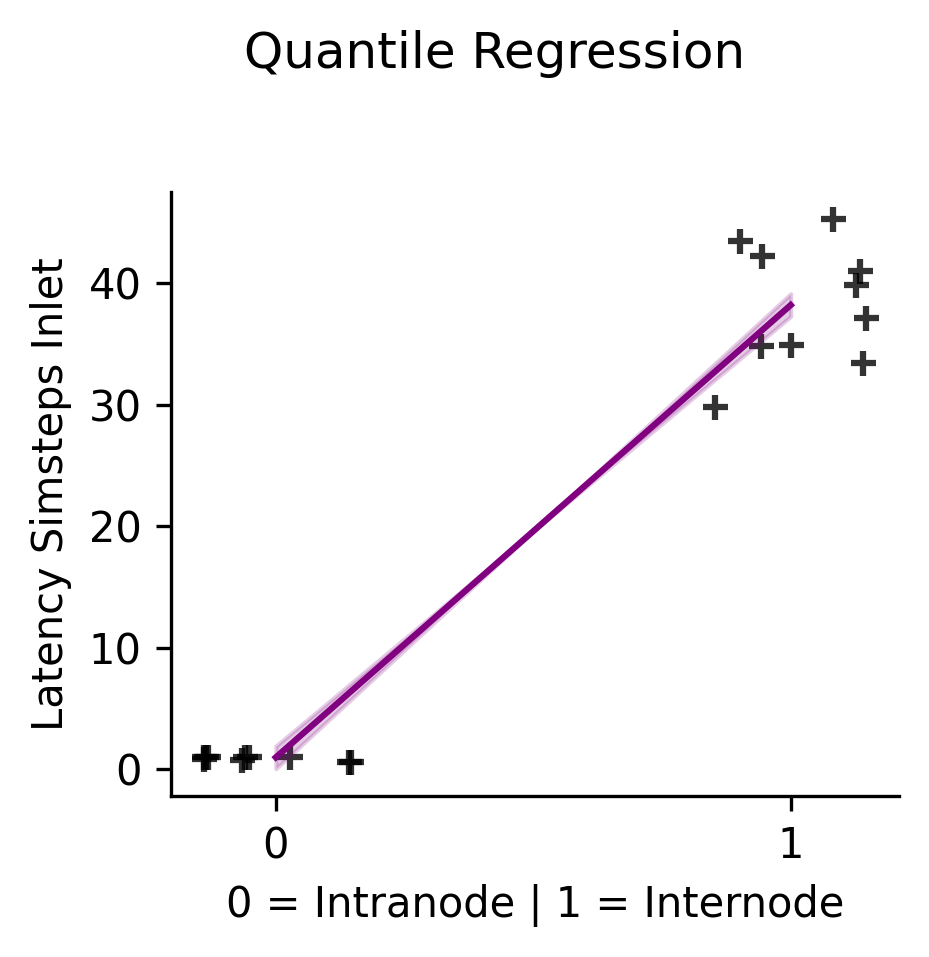 Quantile Regression
Latency Simsteps Inlet
40
30
20
10
0
0 1
0 = Intranode | 1 = Internode